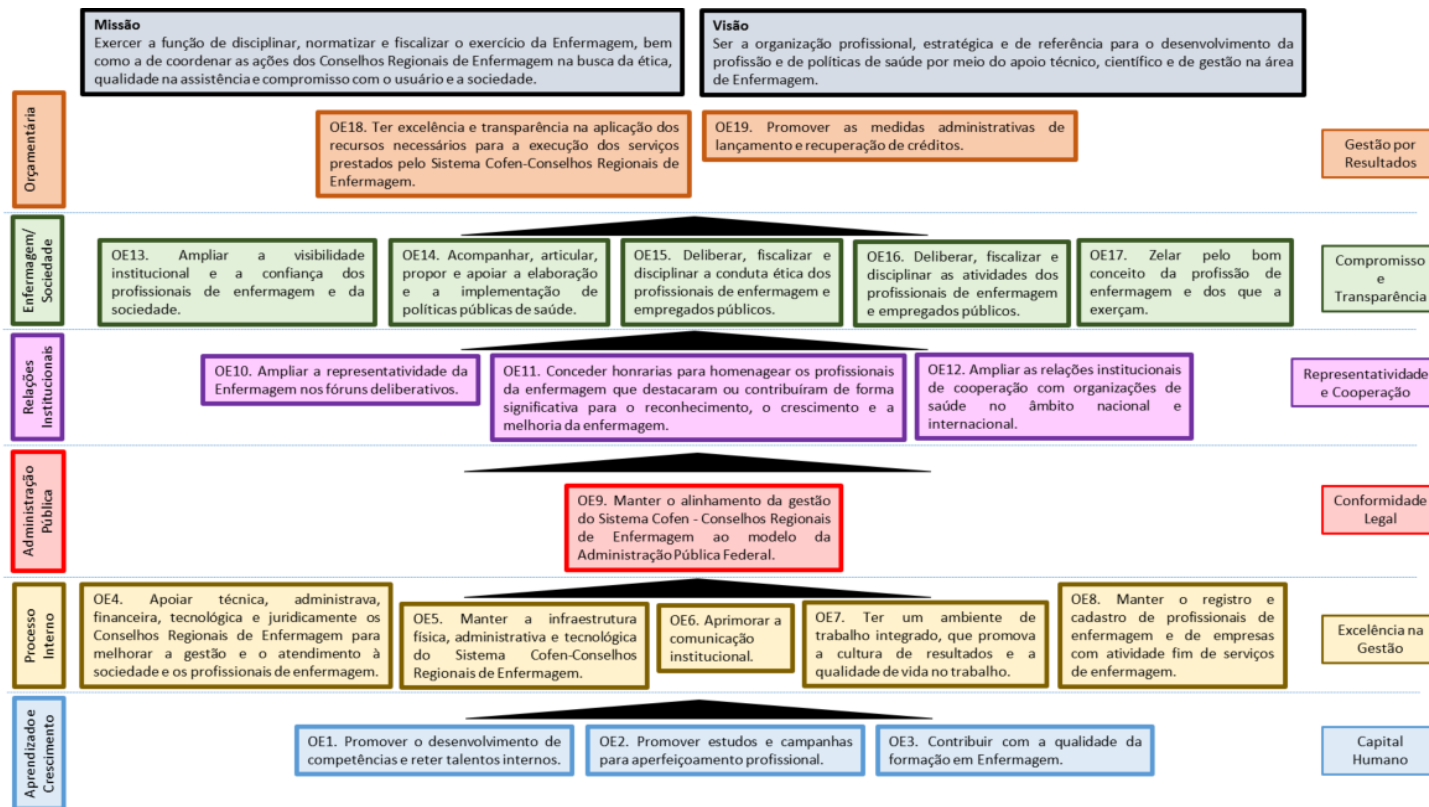 Missão
Exercer a função de disciplinar, normatizar e fiscalizar o exercício da Enfermagem, bem
como a de coordenar as ações dos Conselhos Regionais de Enfermagem na busca da ética,
qualidade na assistência e compromisso com o usuário e a sociedade.
Visão
Ser a organização profissional, estratégica e de referência para o desenvolvimento da
profissão e de políticas de saúde por meio do apoio técnico, científico e de gestão na área
de Enfermagem.
Orçamentária
OE18. Ter excelência e transparência na aplicação dos
recursos necessários para a execução dos serviços
prestados pelo Sistema Cofen-Conselhos Regionais de
Enfermagem.
OE19. Promover as medidas administrativas de
lançamento e recuperação de créditos.
Gestão por
Resultados
Enfermagem/
Sociedade
OE13. Ampliar a visibilidade
institucional e a confiança dos
profissionais de enfermagem e da
sociedade.
OE14. Acompanhar, articular,
propor e apoiar a elaboração
e a implementação de
políticas públicas de saúde.
OE15. Deliberar, fiscalizar e
disciplinar a conduta ética dos
profissionais de enfermagem e
empregados públicos.
OE16. Deliberar, fiscalizar e
disciplinar as atividades dos
profissionais de enfermagem
e empregados públicos.
OE17. Zelar pelo bom
conceito da profissão de
enfermagem e dos que a
exerçam.
Compromisso
e
Transparência
Relações
Institucionais
OE10. Ampliar a representatividade da
Enfermagem nos fóruns deliberativos.
OE11. Conceder honrarias para homenagear os profissionais
da enfermagem que destacaram ou contribuíram de forma
significativa para o reconhecimento, o crescimento e a
melhoria da enfermagem.
OE12. Ampliar as relações institucionais
de cooperação com organizações de
saúde no âmbito nacional e
internacional.
Representatividade
e Cooperação
Administração
Pública
OE9. Manter o alinhamento da gestão
do Sistema Cofen - Conselhos Regionais
de Enfermagem ao modelo da
Administração Pública Federal.
Conformidade
Legal
Processo
Interno
OE4. Apoiar técnica, administrava,
financeira, tecnológica e juridicamente os
Conselhos Regionais de Enfermagem para
melhorar a gestão e o atendimento à
sociedade e os profissionais de enfermagem.
OE5. Manter a infraestrutura
física, administrativa e tecnológica
do Sistema Cofen-Conselhos
Regionais de Enfermagem.
OE6. Aprimorar a
comunicação
institucional.
OE7. Ter um ambiente de
trabalho integrado, que promova
a cultura de resultados e a
qualidade de vida no trabalho.
OE8. Manter o registro e
cadastro de profissionais de
enfermagem e de empresas
com atividade fim de serviços
de enfermagem.
Excelência na
Gestão
Aprendizado e
Crescimento
OE1. Promover o desenvolvimento de
competências e reter talentos internos.
OE2. Promover estudos e campanhas
para aperfeiçoamento profissional.
OE3. Contribuir com a qualidade da
formação em Enfermagem.
Capital
Humano